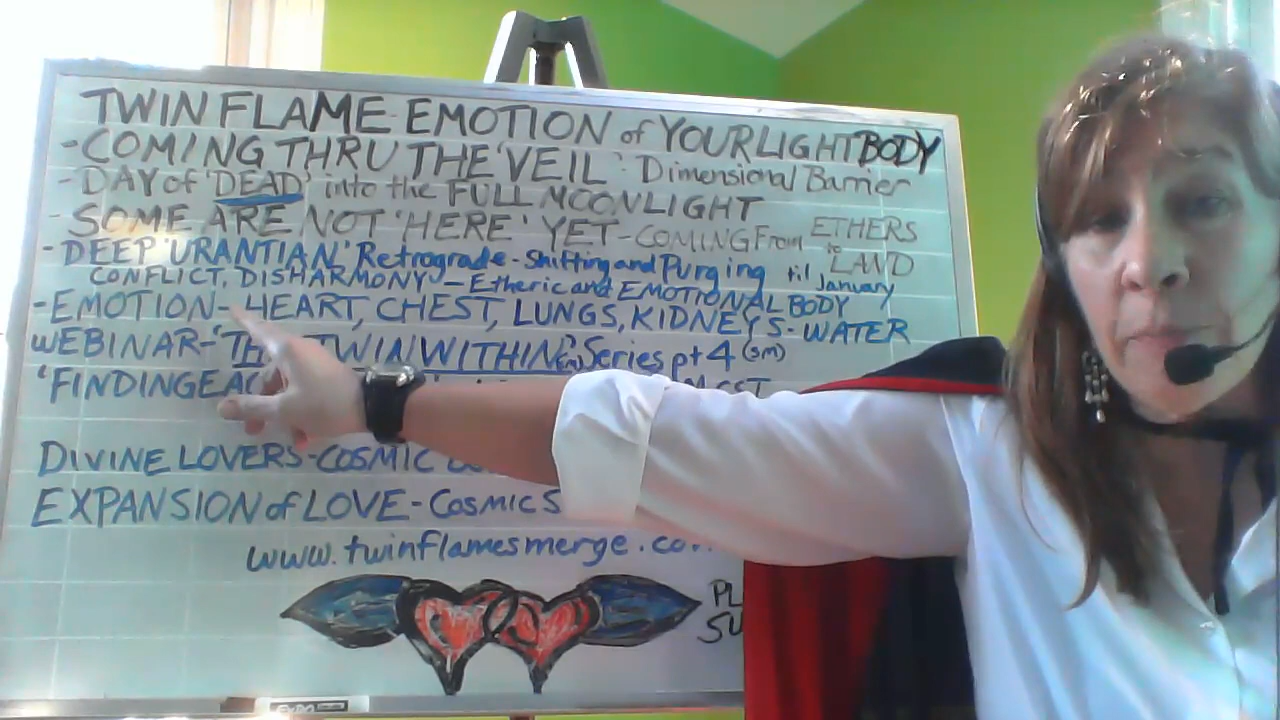 TWIN FLAME-EMOTION of YOUR LIGHT BODY
-COMING THRU THE 'VEIL'- Dimensional Barrier
-DAY of 'DEAD' into the FULL MOONLIGHT
- SOME ARE NOT 'HERE' YET-COMING From ETHERS to LAND
- DEEP 'URANTIAN' Retrograde - Shifting and Purging til January
CONFLICT, DISHARMONY - Etheric and EMOTIONAL BODY
-EMOTION- HEART, CHEST, LUNGS, KIDNEYS - WATER
WEBINAR-'THE TWIN WITHIN' Series pt 4 (sm)
'FINDING
DIVINE LOVERS-COSMIC
EXPANSION of LOVE - COSMIC
www.twinflamesmerge.co